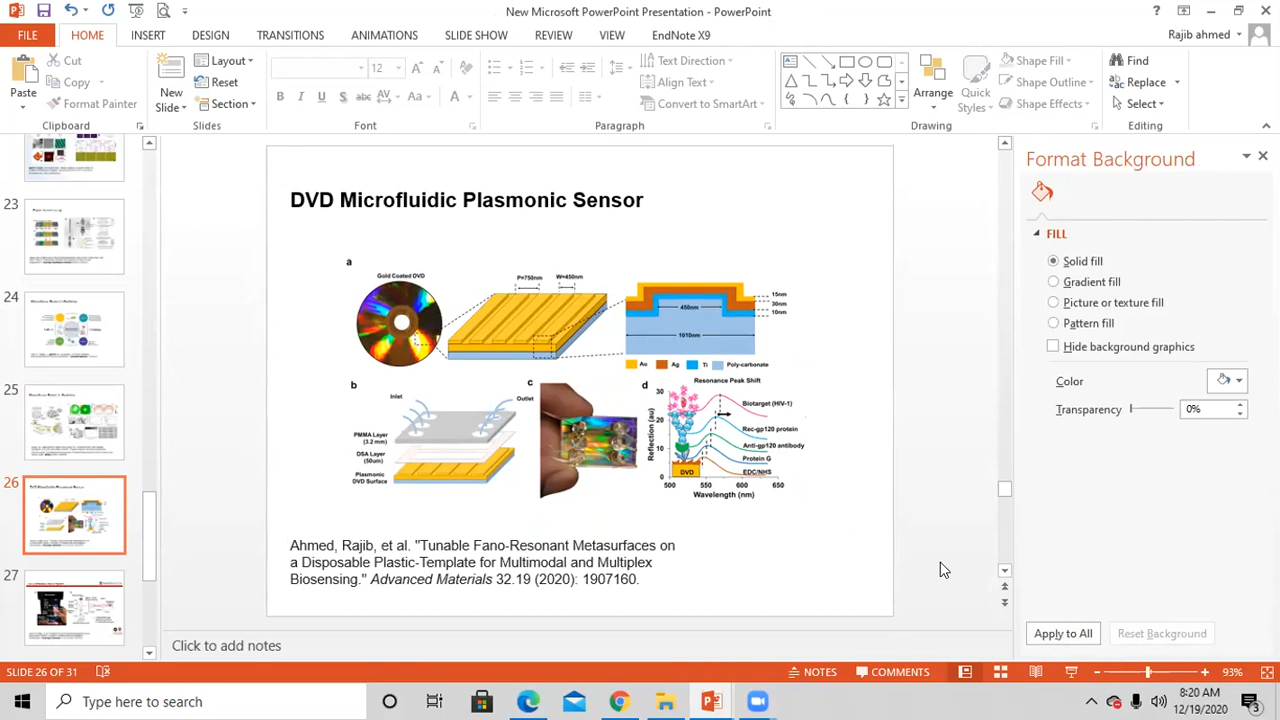 New Microsoft PowerPoint Presentation - PowerPoint
FILE HOME INSERT DESIGN TRANSITIONS ANIMATIONS SLIDE SHOW REVIEW VIEW EndNote X9
Rajib ahmed
Paste
Cut
Copy
Format Painter
Clipboard
New
Slide
Layout
Reset
Section
Slides
12
Font
Text Direction
Align Text
Convert to SmartArt
Paragraph
Arrange
Quick
Styles
Shape Fill
Shape Outline
Shape Effects
Drawing
Find
Replace
Select
Editing
23
24
25
26
27
DVD Microfluidic Plasmonic Sensor
a
Gold Coated DVD
P=750nm W=450nm
450nm
1010nm
15nm
30nm
10nm
Au Ag Ti Poly-carbonate
b
Inlet
Outlet
PMMA Layer
(3.2 mm)
DSA Layer
(50um)
Plasmonic
DVD Surface
c
d
Resonance Peak Shift
Reflection (au)
30
20
10
0
Biotarget (HIV-1)
Rec-gp120 protein
Anti-gp120 antibody
Protein G
EDC/NHS
DVD
500 550 600 650
Wavelength (nm)
Ahmed, Rajib, et al. "Tunable Fano-Resonant Metasurfaces on
a Disposable Plastic-Template for Multimodal and Multiplex
Biosensing." Advanced Materials 32.19 (2020): 1907160.
Click to add notes
Format Background
FILL
Solid fill
Gradient fill
Picture or texture fill
Pattern fill
Hide background graphics
Color
Transparency 0%
Apply to All
Reset Background
SLIDE 26 OF 31
NOTES
COMMENTS
93%
Type here to search
8:20 AM
12/19/2020
3